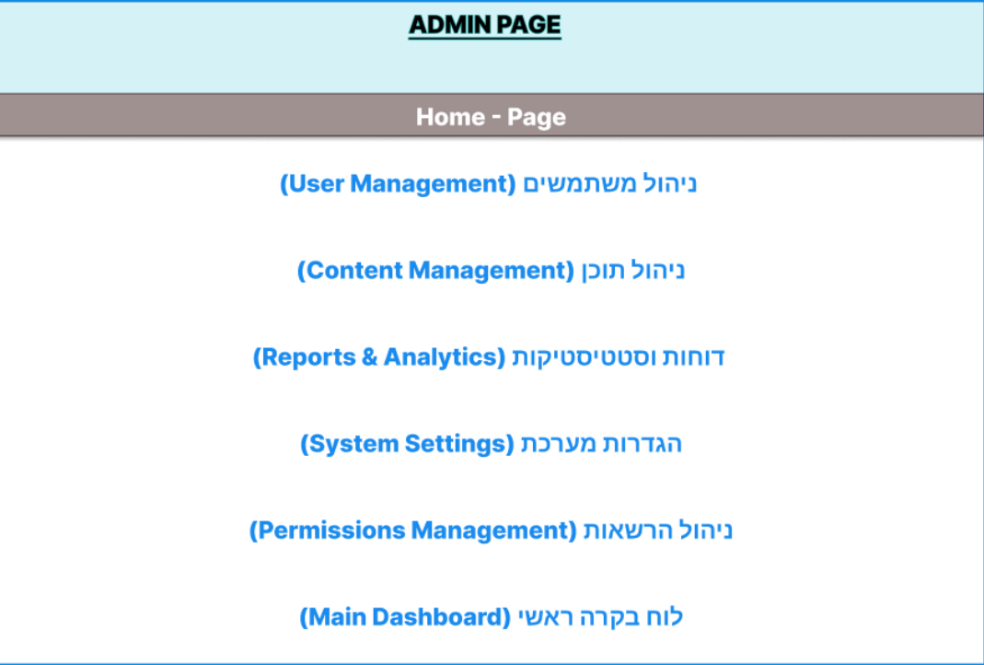 ADMIN PAGE
Home - Page
ניהול משתמשים (User Management)
ניהול תוכן (Content Management)
דוחות וסטטיסטיקות (Reports & Analytics)
הגדרות מערכת (System Settings)
ניהול הרשאות (Permissions Management)
לוח בקרה ראשי (Main Dashboard)